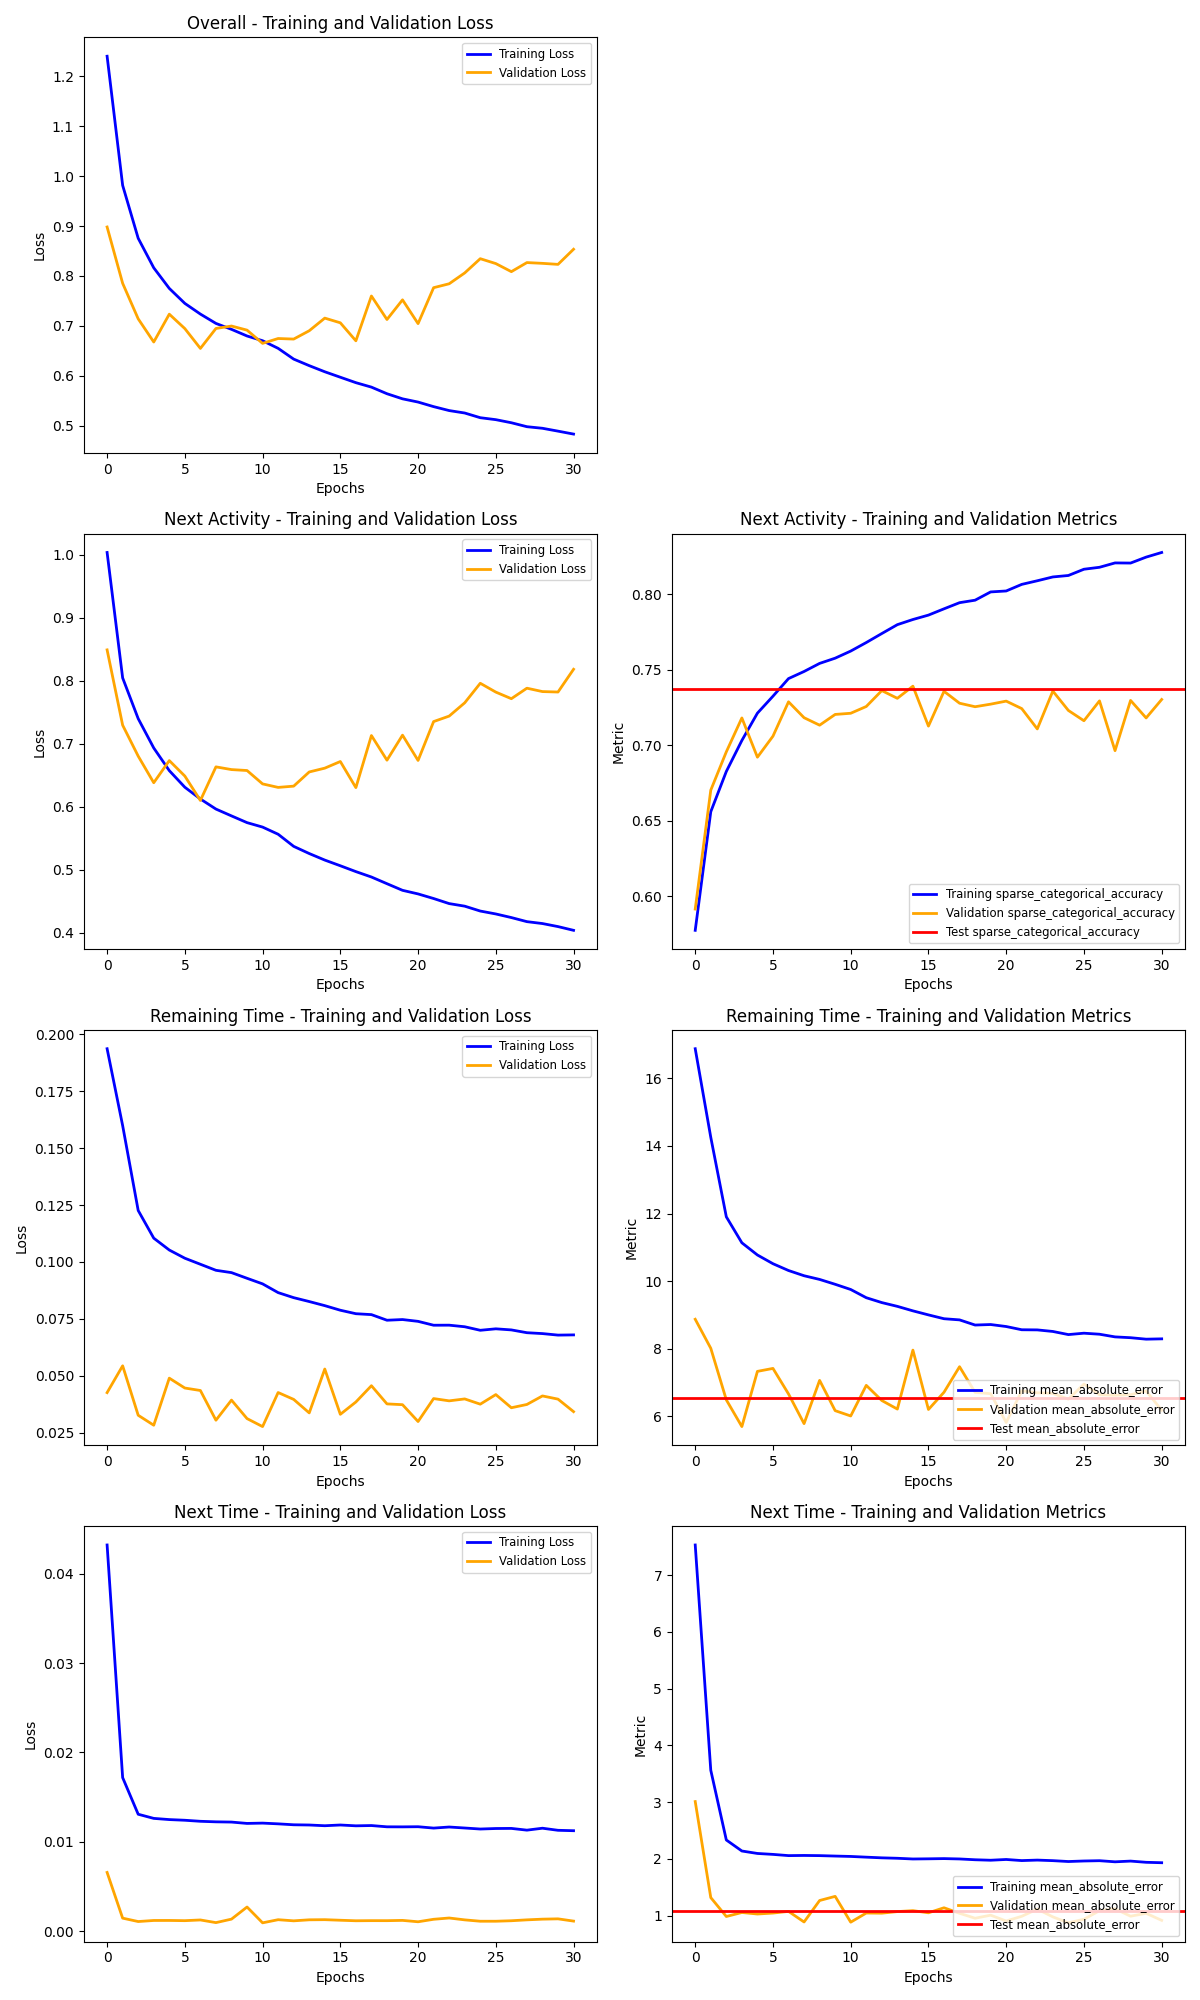 Overall - Training and Validation Loss
Training Loss
Validation Loss
Loss
1.2
1.1
1.0
0.9
0.8
0.7
0.6
0.5
0 5 10 15 20 25 30
Epochs
Next Activity - Training and Validation Loss
Training Loss
Validation Loss
Loss
1.0
0.9
0.8
0.7
0.6
0.5
0.4
0 5 10 15 20 25 30
Epochs
Next Activity - Training and Validation Metrics
Metric
0.80
0.75
0.70
0.65
0.60
Training sparse_categorical_accuracy
Validation sparse_categorical_accuracy
Test sparse_categorical_accuracy
0 5 10 15 20 25 30
Epochs
Remaining Time - Training and Validation Loss
Training Loss
Validation Loss
Loss
0.200
0.175
0.150
0.125
0.100
0.075
0.050
0.025
0 5 10 15 20 25 30
Epochs
Remaining Time - Training and Validation Metrics
Metric
16
14
12
10
8
6
Training mean_absolute_error
Validation mean_absolute_error
Test mean_absolute_error
0 5 10 15 20 25 30
Epochs
Next Time - Training and Validation Loss
Training Loss
Validation Loss
Loss
0.04
0.03
0.02
0.01
0.00
0 5 10 15 20 25 30
Epochs
Next Time - Training and Validation Metrics
Metric
7
6
5
4
3
2
1
Training mean_absolute_error
Validation mean_absolute_error
Test mean_absolute_error
0 5 10 15 20 25 30
Epochs